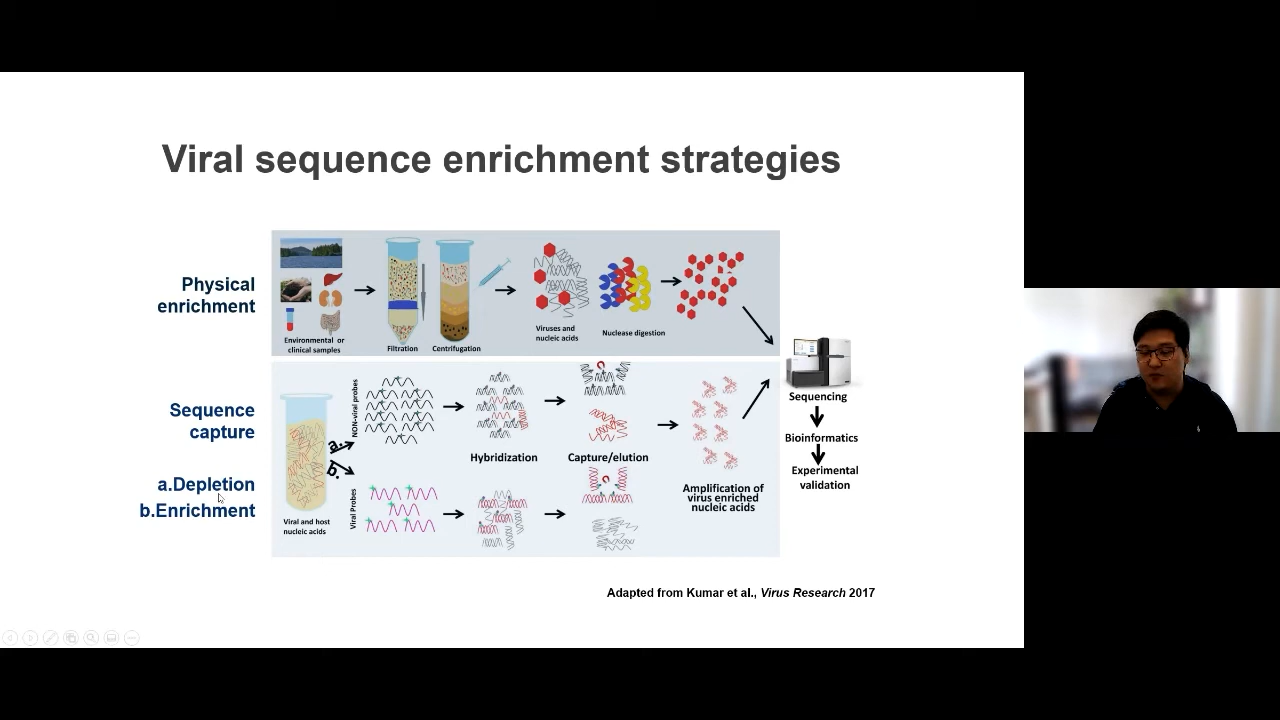 Viral sequence enrichment strategies
Physical
enrichment
Environmental or
clinical samples
Filtration
Centrifugation
Viruses and
nucleic acids
Nuclease digestion
Sequence
capture
a.Depletion
b.Enrichment
Viral and host
nucleic acids
a.
b.
NON-viral probes
Viral Probes
Hybridization
Capture/elution
Amplification of
virus enriched
nucleic acids
Sequencing
Bioinformatics
Experimental
validation
Adapted from Kumar et al., Virus Research 2017